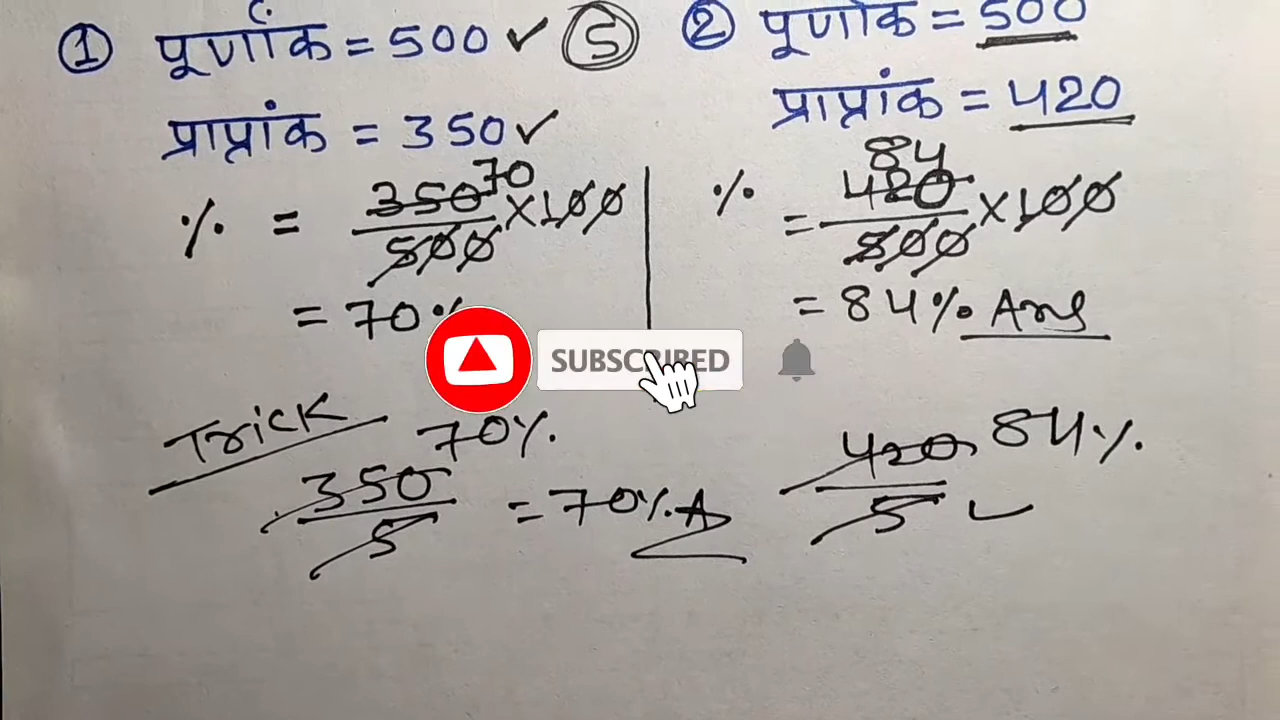 ① पूर्णांक = 500 ✓ ⑤
प्राप्तांक = 350 ✓
% = 350/500 × 100
70
= 70%
② पूर्णांक = 500
प्राप्तांक = 420
84
% = 420/500 × 100
= 84% Ans
SUBSCRIBED
Trick
70%
350/5 = 70% A
420/5 84% ✓